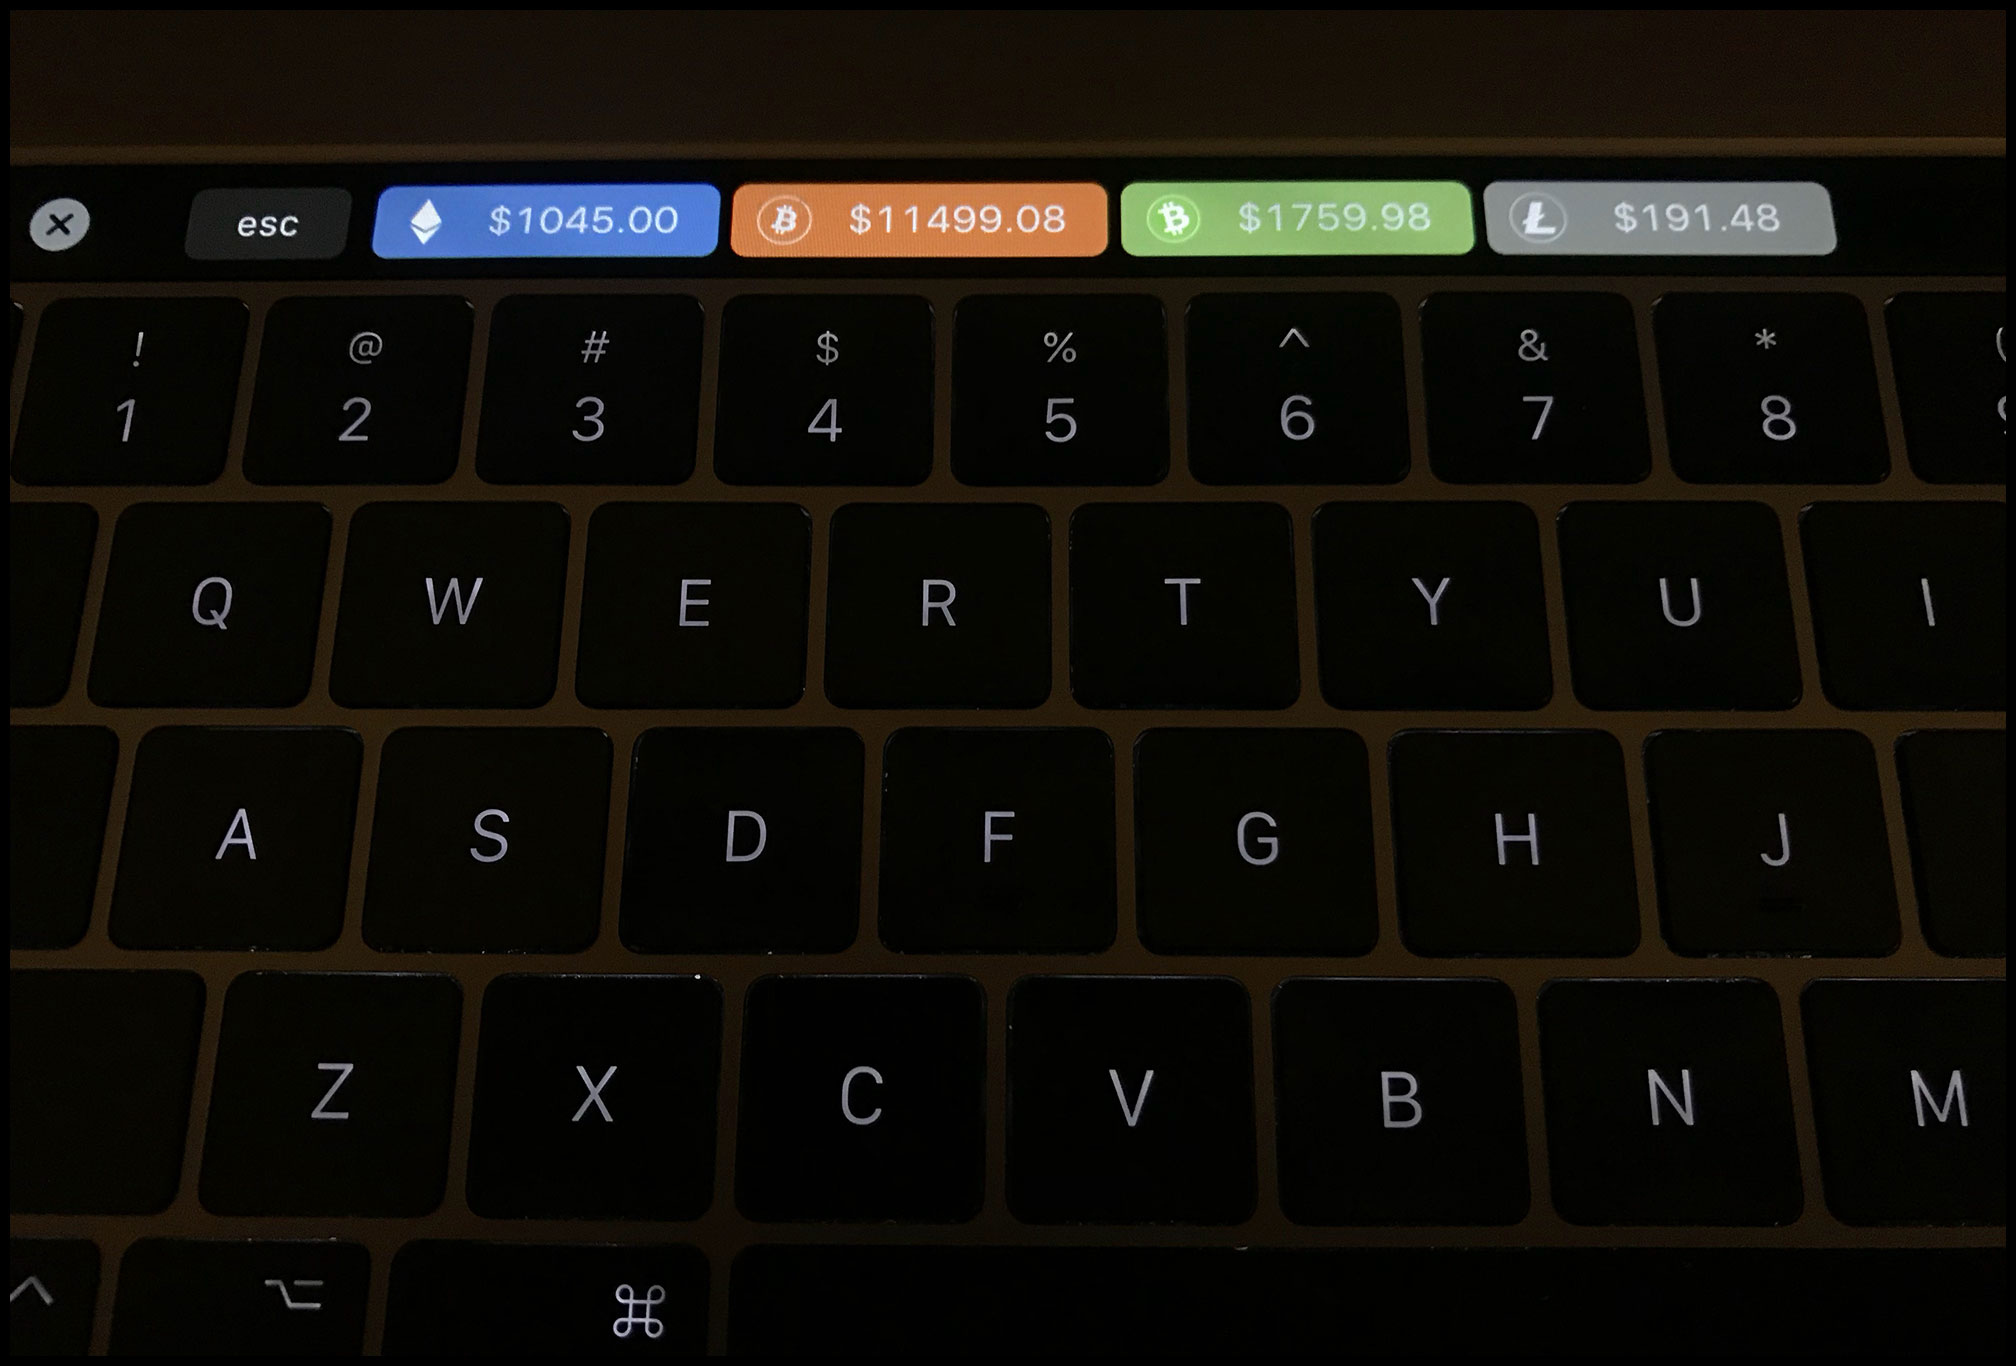 esc $1045.00 $11499.08 $1759.98 $191.48
! @ # $ % ^ & *
1 2 3 4 5 6 7 8
Q W E R T Y U I
A S D F G H J
Z X C V B N M
^ ⌥ ⌘